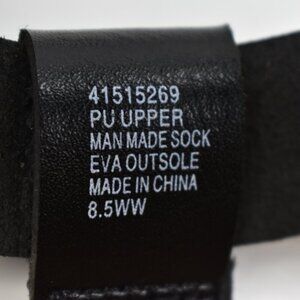 41515269
PU UPPER
MAN MADE SOCK
EVA OUTSOLE
MADE IN CHINA
8.5WW